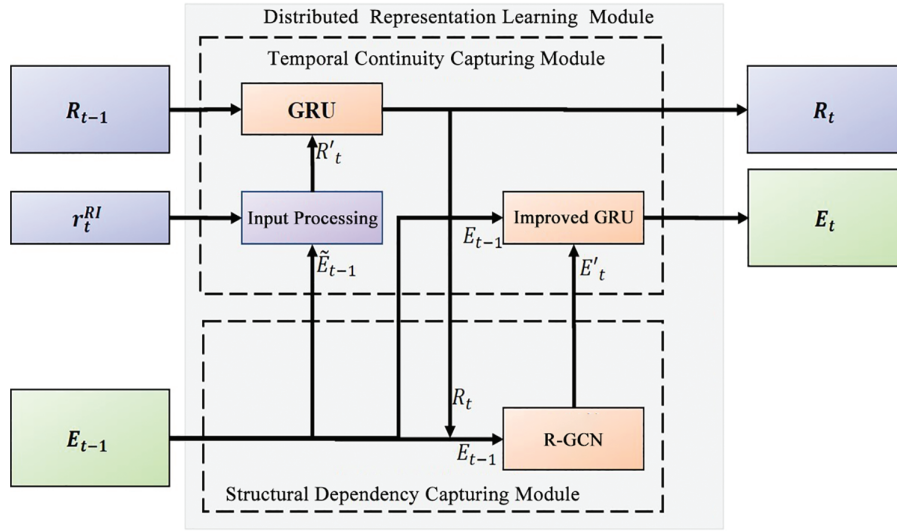 Distributed Representation Learning Module
Temporal Continuity Capturing Module
R_{t-1}
GRU
R_t
R'_t
r_t^{RI}
Input Processing
E_{t-1}
Improved GRU
E_t
Ẽ_{t-1}
E'_t
R_t
E_{t-1}
E_{t-1}
R-GCN
Structural Dependency Capturing Module